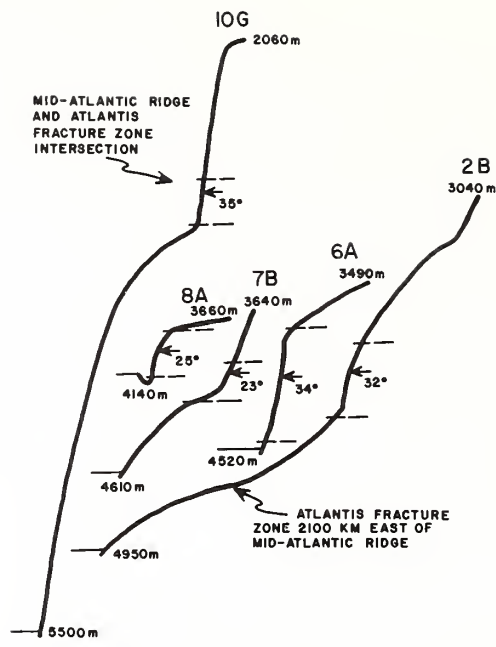 10G
2060m
MID-ATLANTIC RIDGE
AND ATLANTIS
FRACTURE ZONE
INTERSECTION
35°
2B
3040m
6A
3490m
7B
3640m
8A
3660m
25°
23°
34°
32°
4140m
4520m
4610m
4950m
ATLANTIS FRACTURE
ZONE 2100 KM EAST OF
MID-ATLANTIC RIDGE
5500m